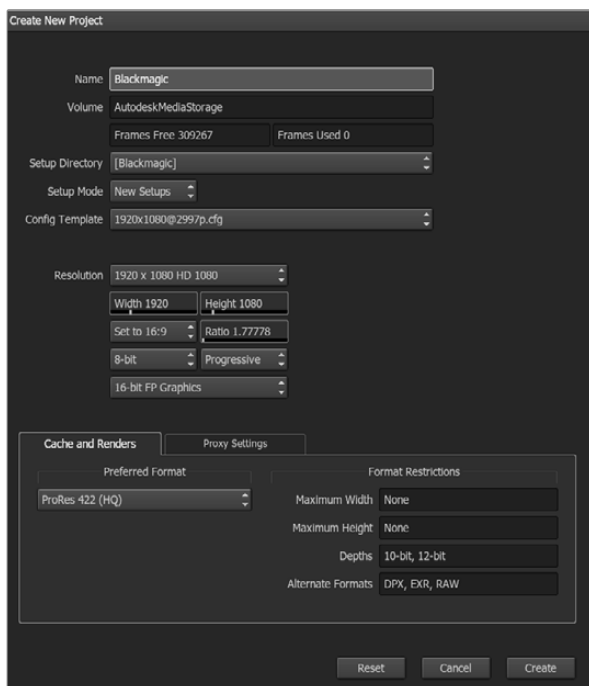 Create New Project
Name Blackmagic
Volume AutodeskMediaStorage
Frames Free 309267 Frames Used 0
Setup Directory [Blackmagic]
Setup Mode New Setups
Config Template 1920x1080@2997p.cfg
Resolution 1920 x 1080 HD 1080
Width 1920 Height 1080
Set to 16:9 Ratio 1.77778
8-bit Progressive
16-bit FP Graphics
Cache and Renders Proxy Settings
Preferred Format Format Restrictions
ProRes 422 (HQ) Maximum Width None
Maximum Height None
Depths 10-bit, 12-bit
Alternate Formats DPX, EXR, RAW
Reset Cancel Create